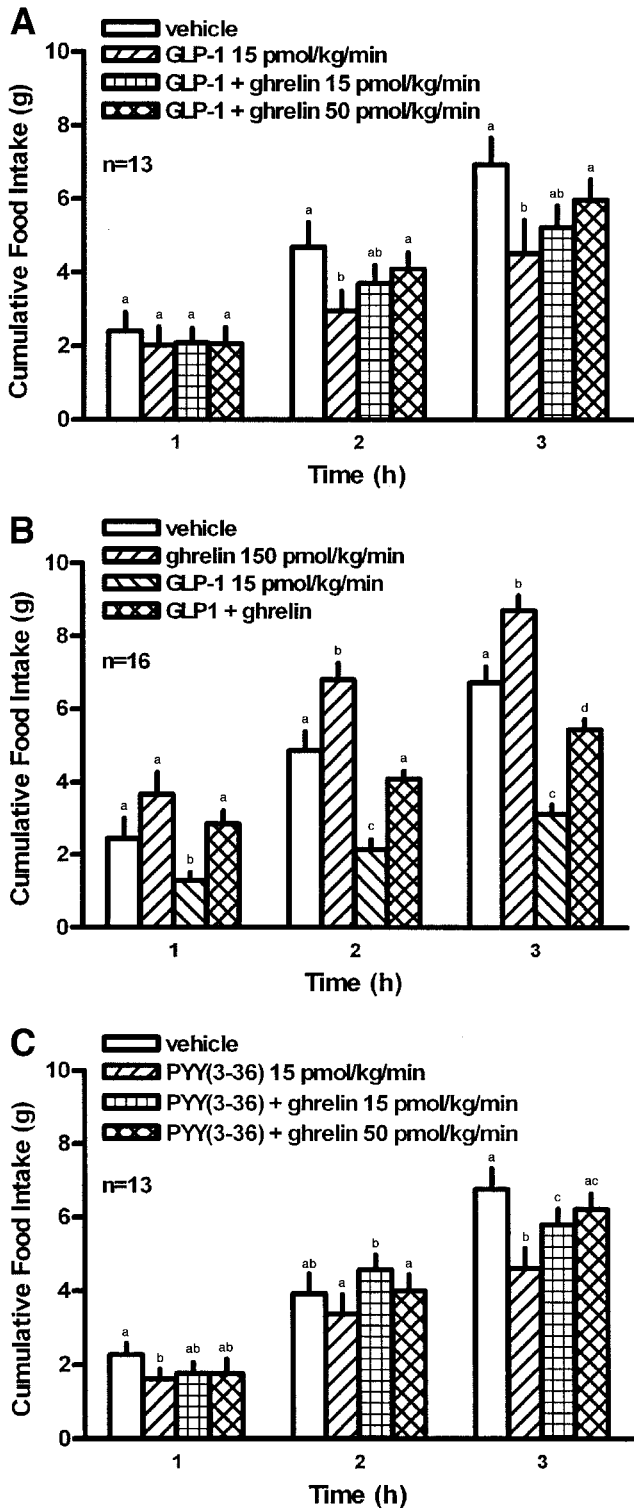 A
vehicle
GLP-1 15 pmol/kg/min
GLP-1 + ghrelin 15 pmol/kg/min
GLP-1 + ghrelin 50 pmol/kg/min
n=13
Cumulative Food Intake (g)
10
8
6
4
2
0
a a a a
a b ab a
a b ab a
1 2 3
Time (h)
B
vehicle
ghrelin 150 pmol/kg/min
GLP-1 15 pmol/kg/min
GLP1 + ghrelin
n=16
Cumulative Food Intake (g)
10
8
6
4
2
0
a a b a
a b c a
a b c d
1 2 3
Time (h)
C
vehicle
PYY(3-36) 15 pmol/kg/min
PYY(3-36) + ghrelin 15 pmol/kg/min
PYY(3-36) + ghrelin 50 pmol/kg/min
n=13
Cumulative Food Intake (g)
10
8
6
4
2
0
a b ab ab
ab a b a
a b c ac
1 2 3
Time (h)